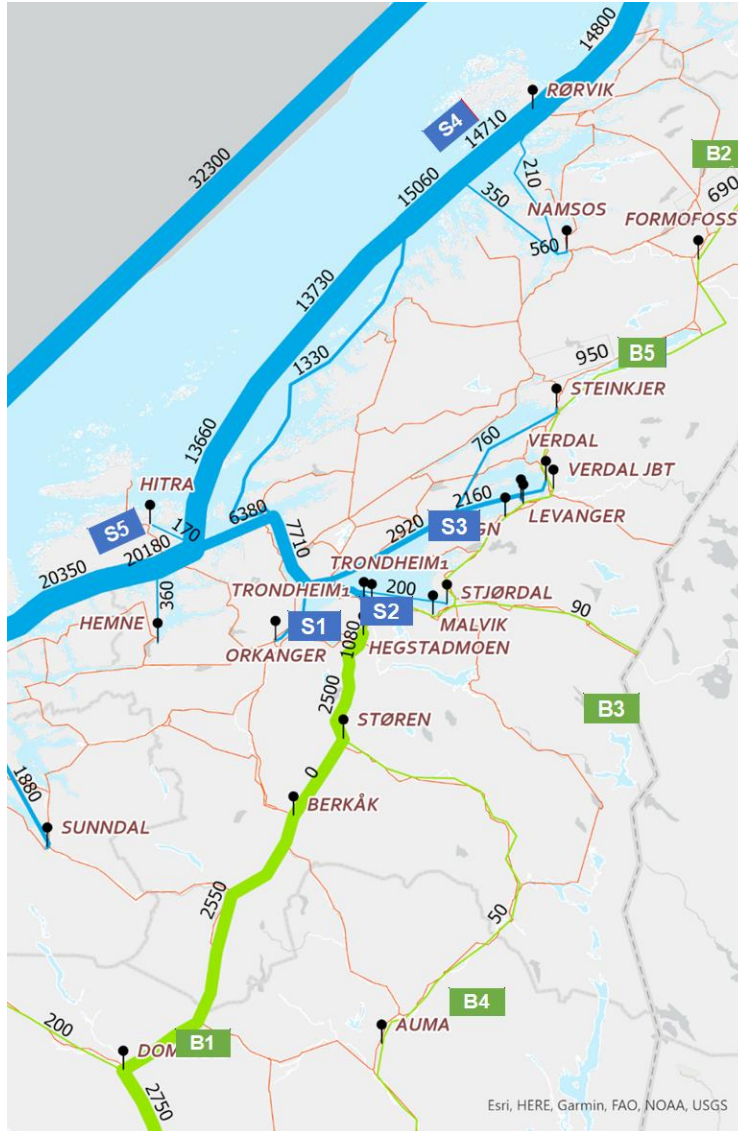 14800
RØRVIK
S4
14710
32300
B2
15060
350
210
690
NAMSOS
FORMOFOSS
560
13730
950
B5
1330
STEINKJER
13660
760
VERDAL
VERDAL JBT
HITRA
2160
LEVANGER
S5
170
6380
S3
GN
20180
7710
2920
20350
TRONDHEIM1
360
TRONDHEIM1
200
STJØRDAL
HEMNE
S1
S2
MALVIK
90
ORKANGER
1080
HEGSTADMOEN
2500
B3
STØREN
0
1880
BERKÅK
SUNNDAL
2550
50
B4
200
AUMA
DOM
B1
2750
Esri, HERE, Garmin, FAO, NOAA, USGS